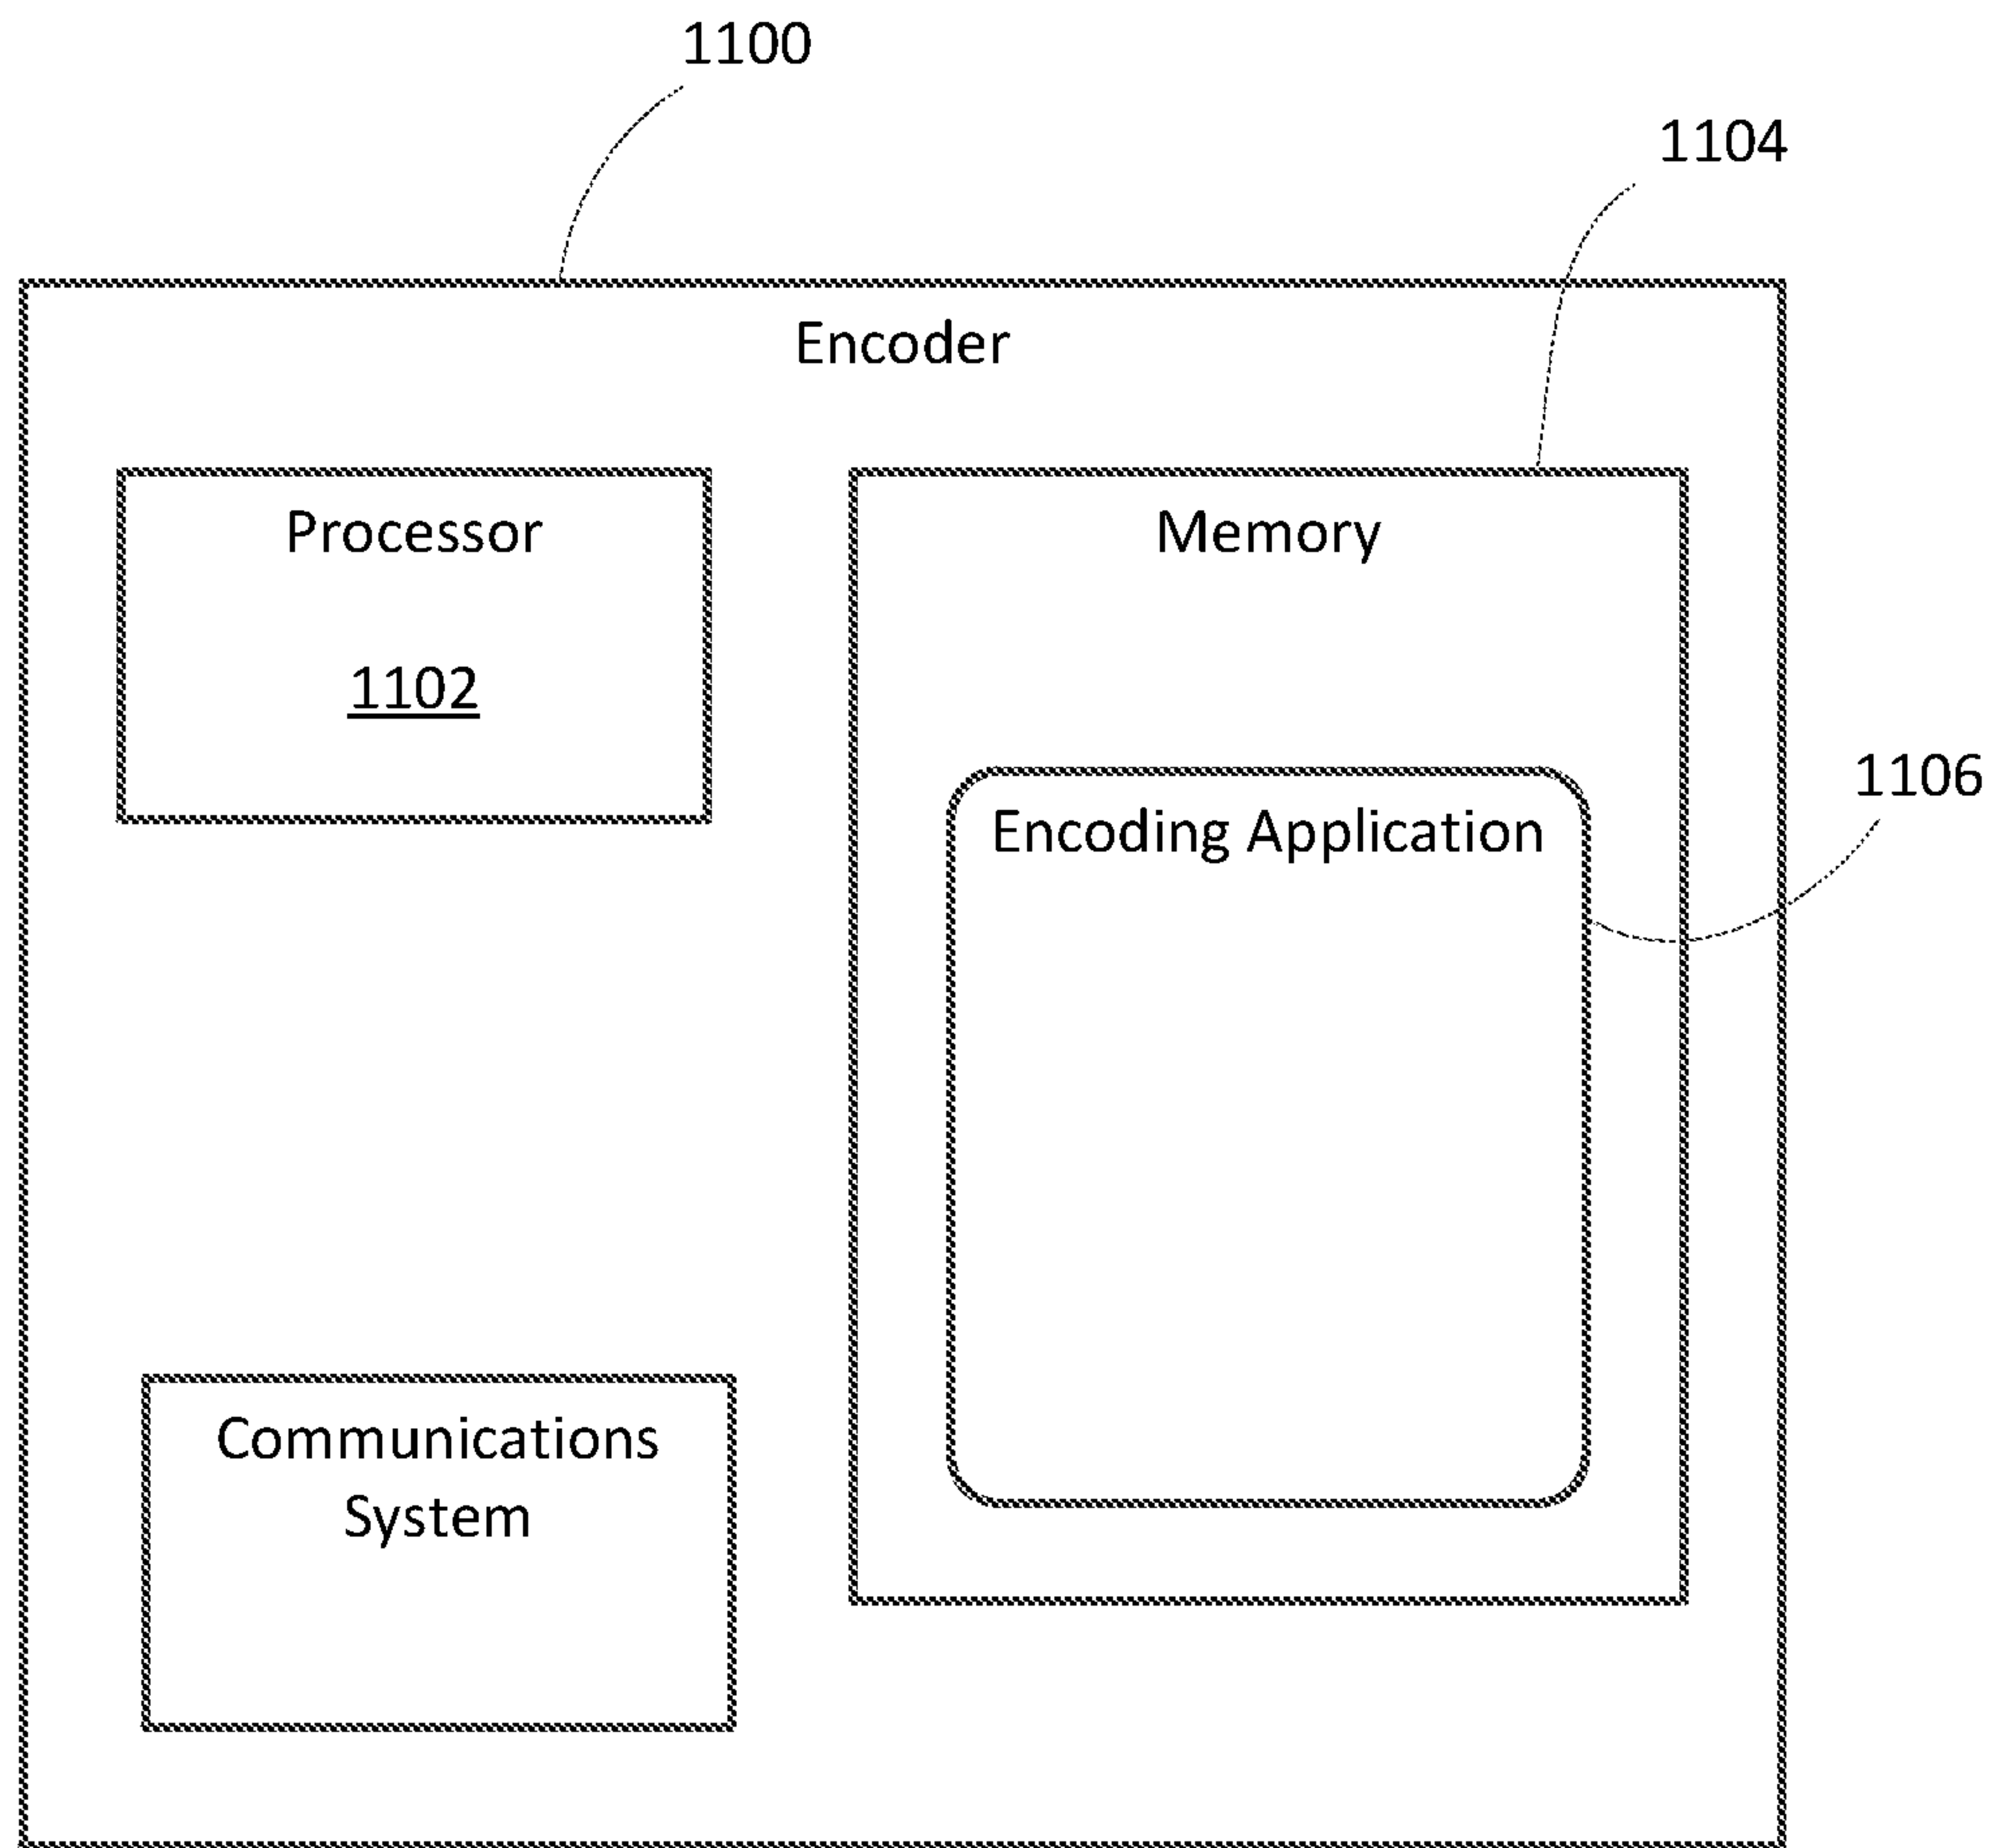 1100
1104
Encoder
Processor
1102
Memory
1106
Encoding Application
Communications
System